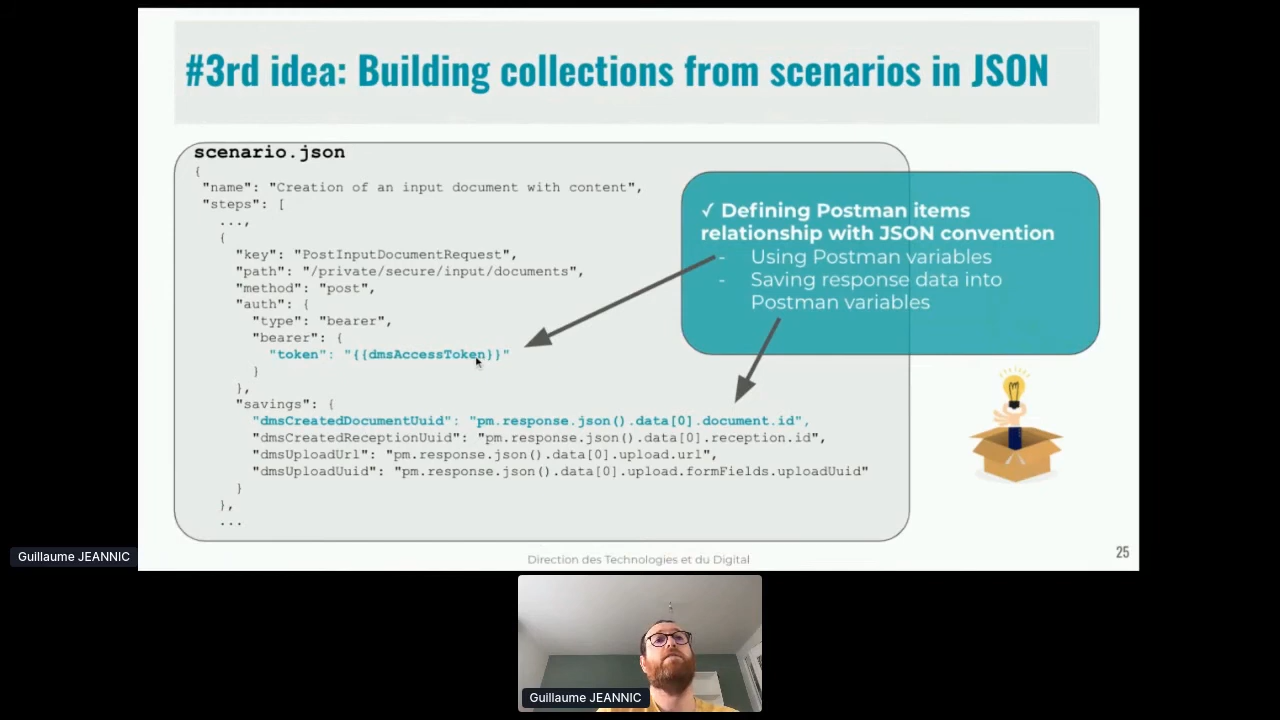 #3rd idea: Building collections from scenarios in JSON
scenario.json
{
"name": "Creation of an input document with content",
"steps": [
...,
{
"key": "PostInputDocumentRequest",
"path": "/private/secure/input/documents",
"method": "post",
"auth": {
"type": "bearer",
"bearer": {
"token": "{{dmsAccessToken}}"
}
},
"savings": {
"dmsCreatedDocumentUuid": "pm.response.json().data[0].document.id",
"dmsCreatedReceptionUuid": "pm.response.json().data[0].reception.id",
"dmsUploadUrl": "pm.response.json().data[0].upload.url",
"dmsUploadUuid": "pm.response.json().data[0].upload.formFields.uploadUuid"
}
},
...
✓ Defining Postman items
relationship with JSON convention
- Using Postman variables
- Saving response data into
Postman variables
Direction des Technologies et du Digital
25
Guillaume JEANNIC
Guillaume JEANNIC